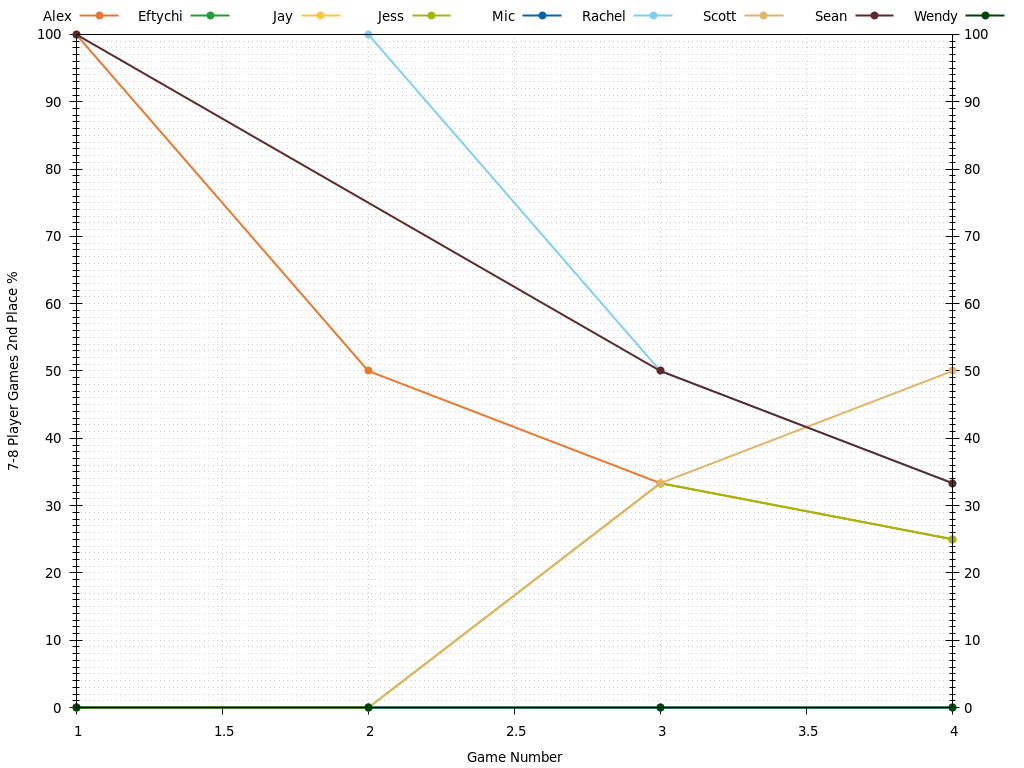 Alex Eftychi Jay Jess Mic Rachel Scott Sean Wendy
100 100
90 90
80 80
70 70
60 60
50 50
40 40
30 30
20 20
10 10
0 0
7-8 Player Games 2nd Place %
1 1.5 2 2.5 3 3.5 4
Game Number